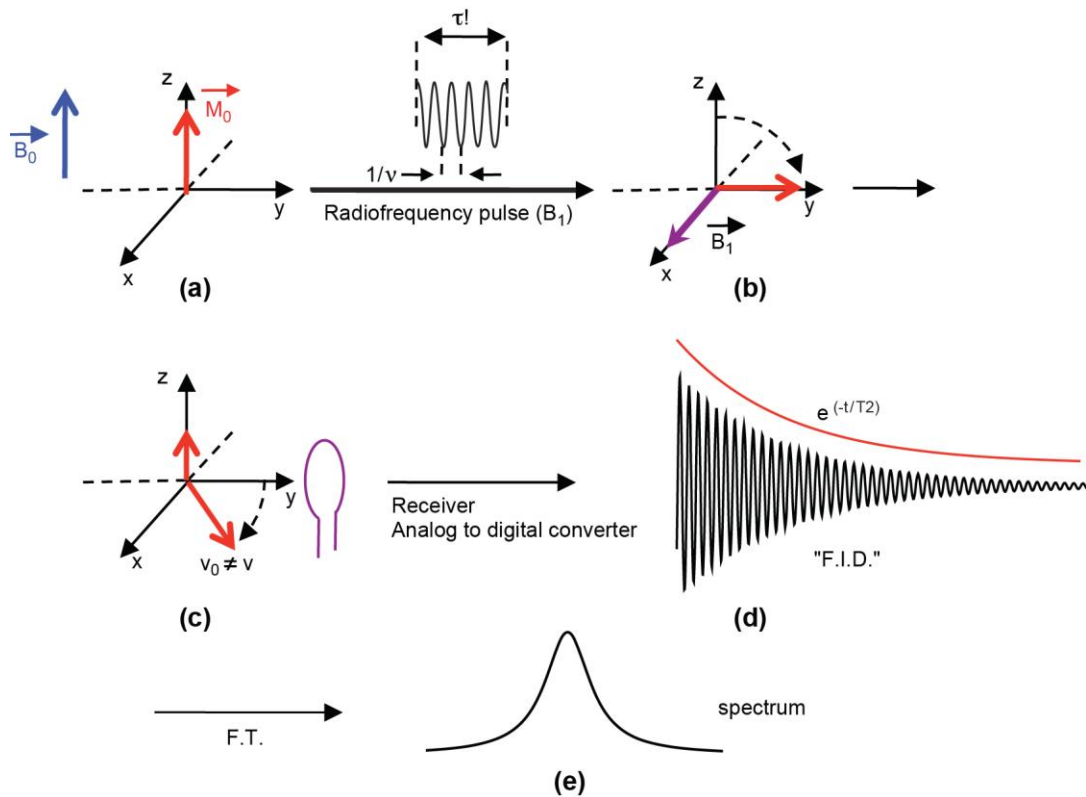 τ!
z
M0
B0
1/ν
y
Radiofrequency pulse (B1)
x
(a)
z
y
B1
x
(b)
z
y
x
ν0 ≠ ν
(c)
Receiver
Analog to digital converter
e (-t/T2)
"F.I.D."
(d)
F.T.
spectrum
(e)